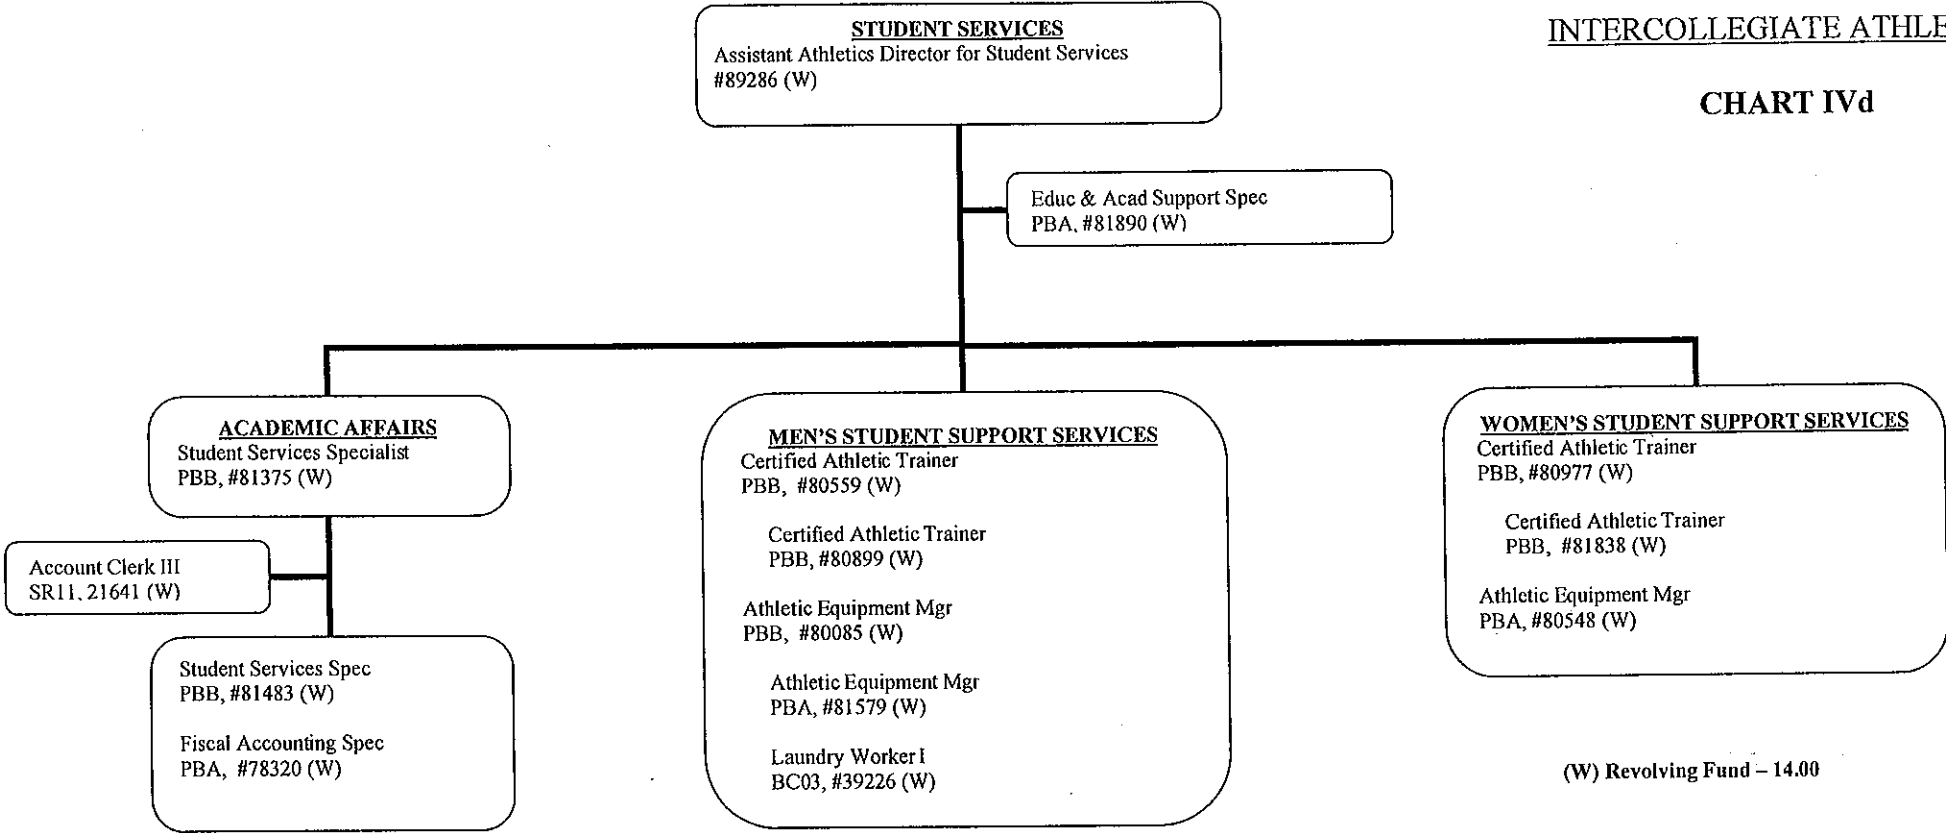 STUDENT SERVICES
Assistant Athletics Director for Student Services
#89286 (W)
INTERCOLLEGIATE ATHLE
CHART IVd
Educ & Acad Support Spec
PBA, #81890 (W)
ACADEMIC AFFAIRS
Student Services Specialist
PBB, #81375 (W)
Account Clerk III
SR11, 21641 (W)
Student Services Spec
PBB, #81483 (W)
Fiscal Accounting Spec
PBA, #78320 (W)
MEN'S STUDENT SUPPORT SERVICES
Certified Athletic Trainer
PBB, #80559 (W)
Certified Athletic Trainer
PBB, #80899 (W)
Athletic Equipment Mgr
PBB, #80085 (W)
Athletic Equipment Mgr
PBA, #81579 (W)
Laundry Worker I
BC03, #39226 (W)
WOMEN'S STUDENT SUPPORT SERVICES
Certified Athletic Trainer
PBB, #80977 (W)
Certified Athletic Trainer
PBB, #81838 (W)
Athletic Equipment Mgr
PBA, #80548 (W)
(W) Revolving Fund – 14.00